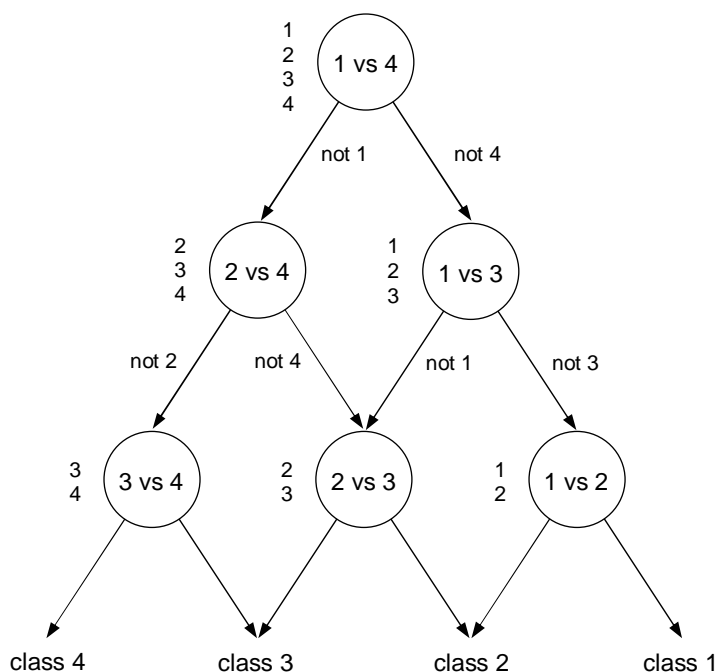 1
2
3
4
1 vs 4
not 1
not 4
2
3
4
2 vs 4
1
2
3
1 vs 3
not 2
not 4
not 1
not 3
3
4
3 vs 4
2
3
2 vs 3
1
2
1 vs 2
class 4
class 3
class 2
class 1